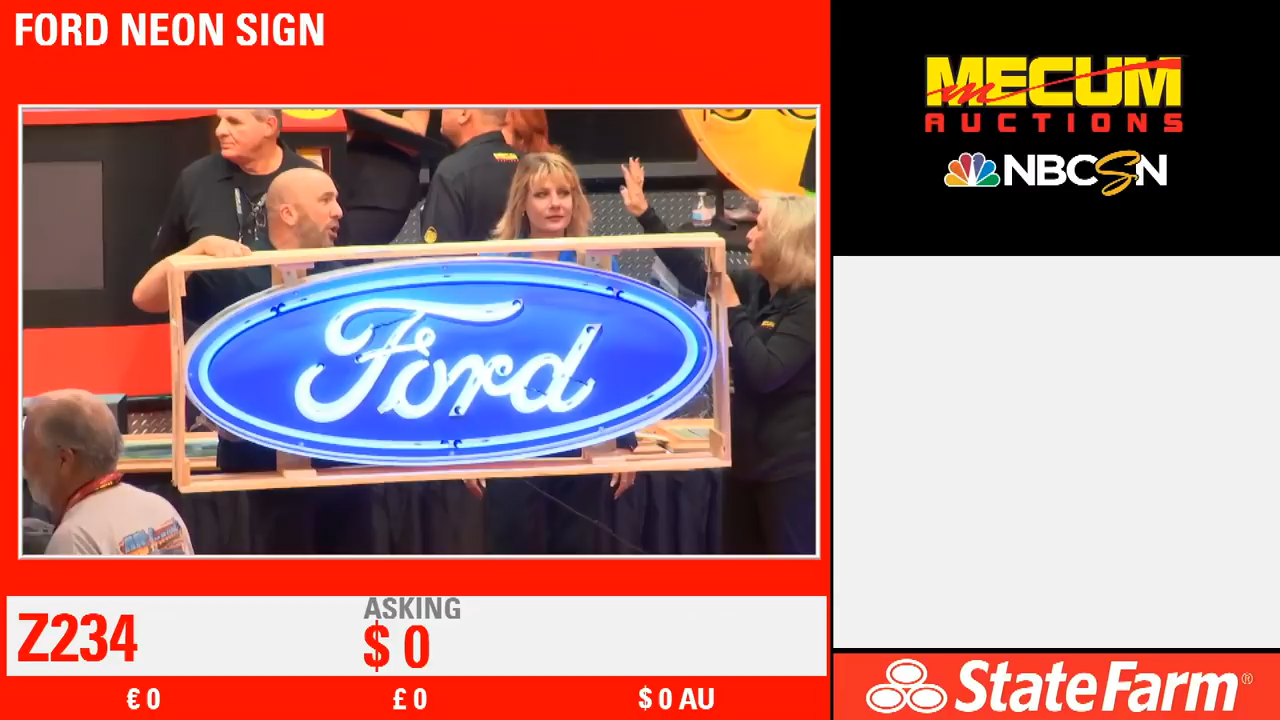 FORD NEON SIGN
MECUM
AUCTIONS
NBCSN
Ford
Z234
ASKING
$ 0
€ 0
£ 0
$ 0 AU
StateFarm®